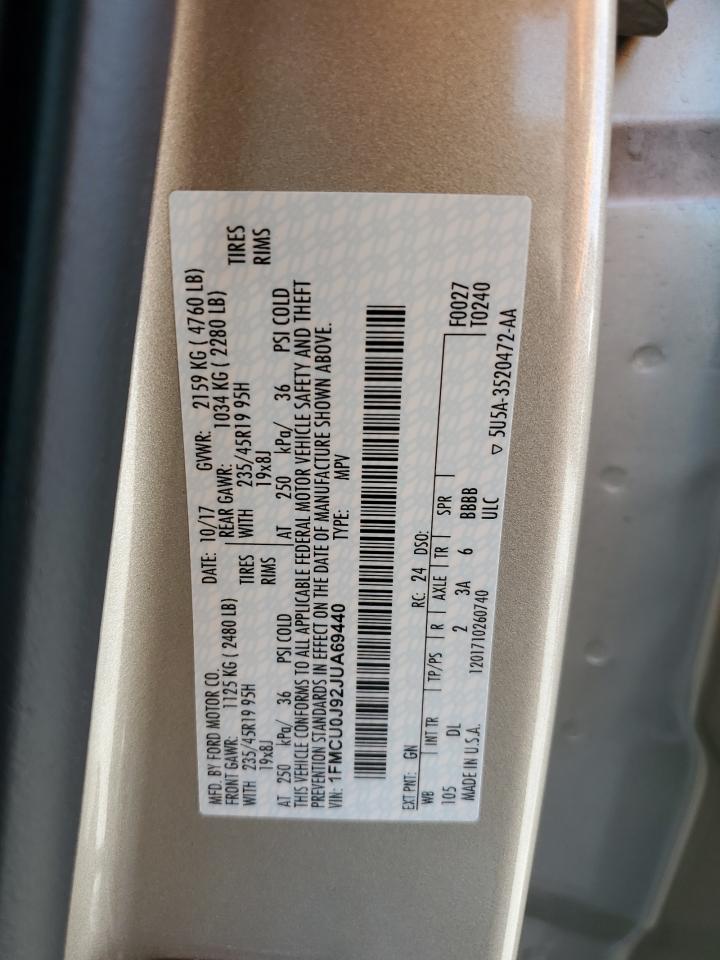 MFD. BY FORD MOTOR CO.
DATE: 10/17 GVWR: 2159 KG ( 4760 LB)
FRONT GAWR: 1125 KG ( 2480 LB) REAR GAWR: 1034 KG ( 2280 LB)
WITH 235/45R19 95H TIRES WITH 235/45R19 95H TIRES
19x8J RIMS 19x8J RIMS
AT 250 kPa/ 36 PSI COLD AT 250 kPa/ 36 PSI COLD
THIS VEHICLE CONFORMS TO ALL APPLICABLE FEDERAL MOTOR VEHICLE SAFETY AND THEFT
PREVENTION STANDARDS IN EFFECT ON THE DATE OF MANUFACTURE SHOWN ABOVE.
VIN: 1FMCU0J92JUA69440 TYPE: MPV
EXT PNT: GN RC: 24 DSO: F0027
WB INT TR TP/PS R AXLE TR SPR T0240
105 DL 2 3A 6 BBBB
MADE IN U.S.A. 1201710260740 ULC ▽ 5U5A-3520472-AA